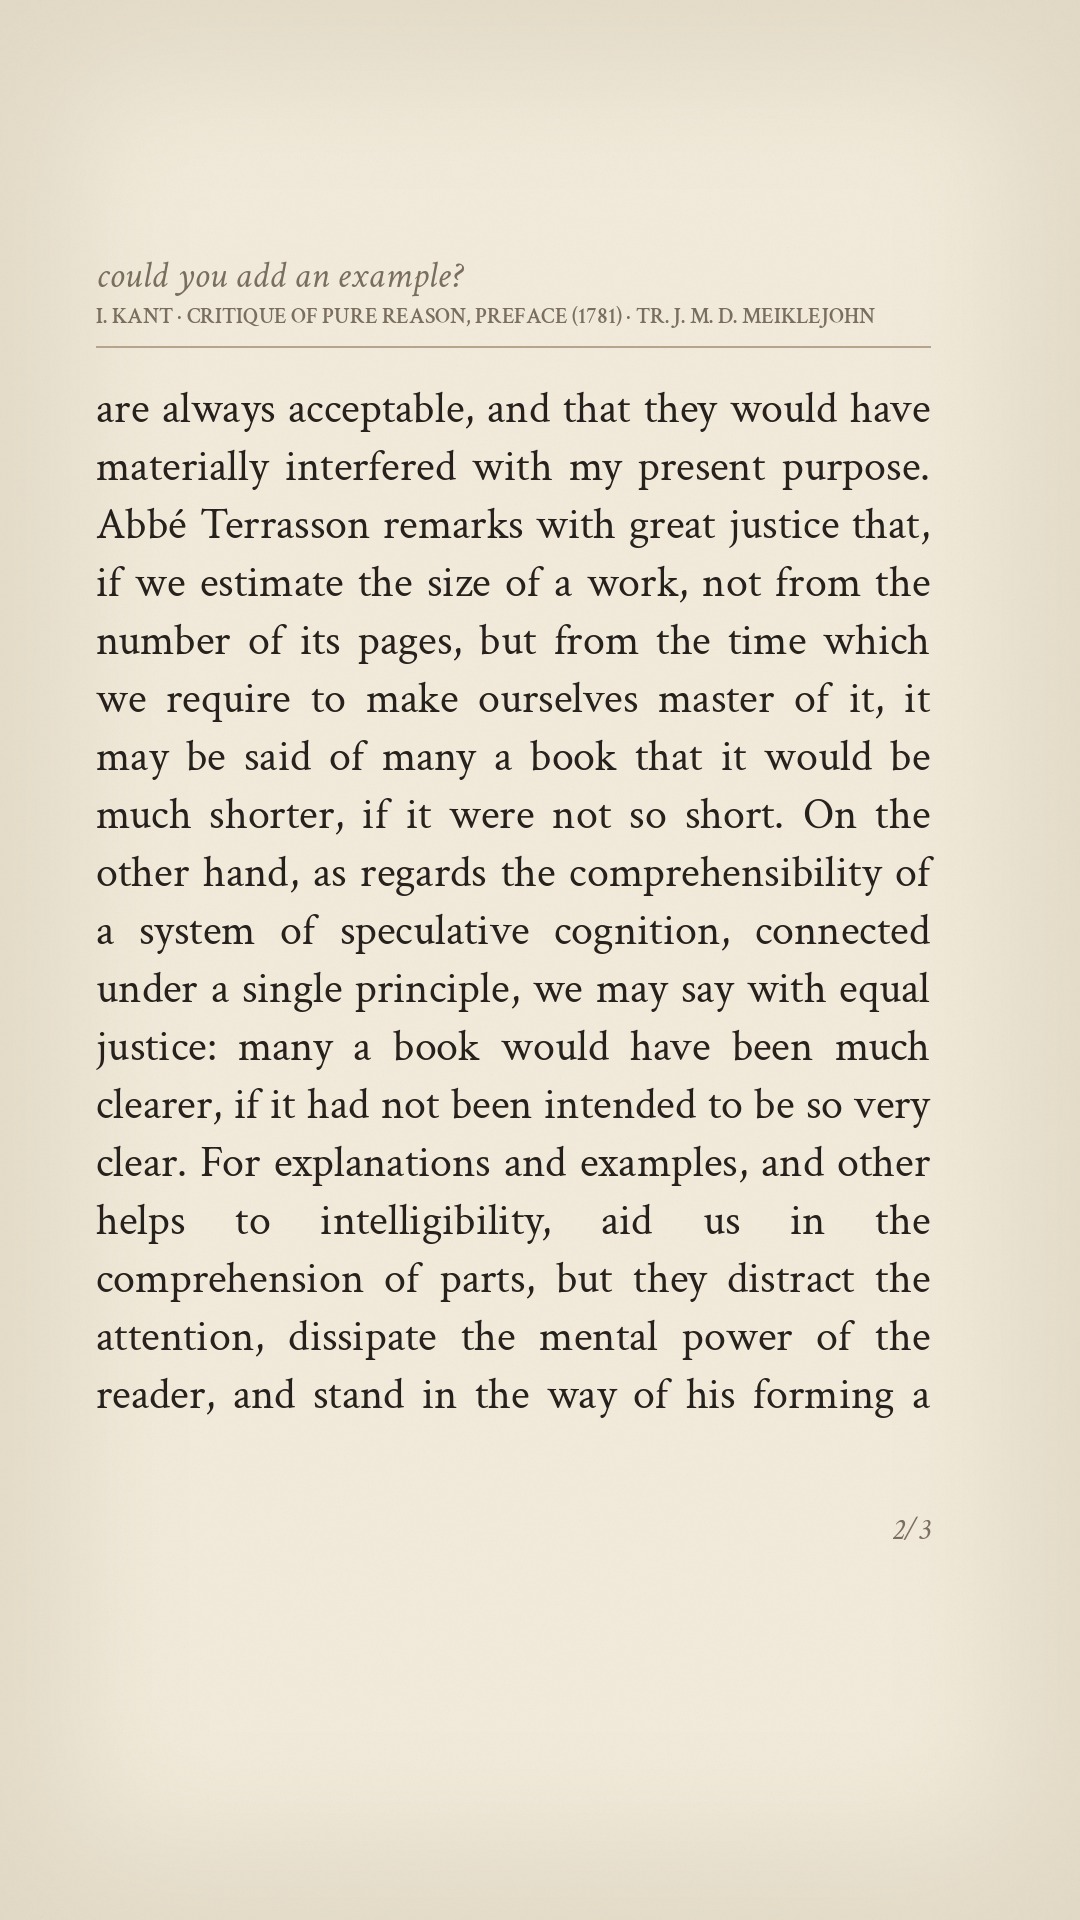 could you add an example?
I. KANT · CRITIQUE OF PURE REASON, PREFACE (1781) · TR. J. M. D. MEIKLEJOHN
are always acceptable, and that they would have
materially interfered with my present purpose.
Abbé Terrasson remarks with great justice that,
if we estimate the size of a work, not from the
number of its pages, but from the time which
we require to make ourselves master of it, it
may be said of many a book that it would be
much shorter, if it were not so short. On the
other hand, as regards the comprehensibility of
a system of speculative cognition, connected
under a single principle, we may say with equal
justice: many a book would have been much
clearer, if it had not been intended to be so very
clear. For explanations and examples, and other
helps to intelligibility, aid us in the
comprehension of parts, but they distract the
attention, dissipate the mental power of the
reader, and stand in the way of his forming a
2/3